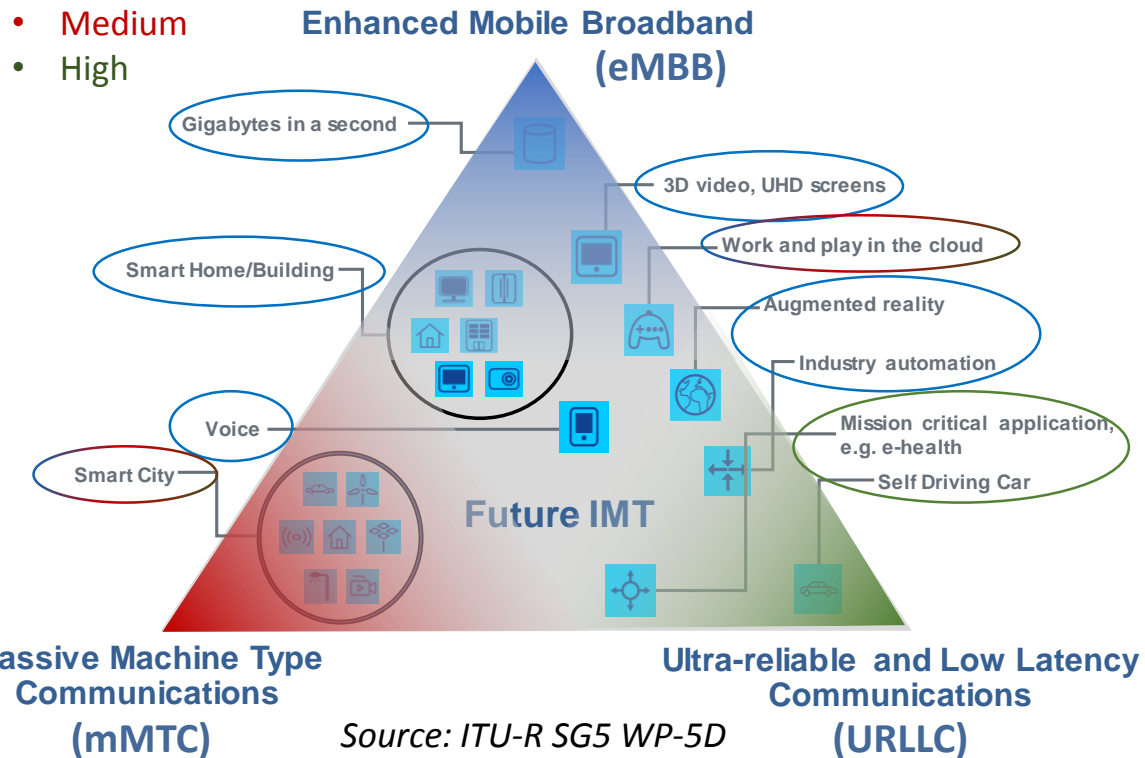 • Medium
• High
Enhanced Mobile Broadband
(eMBB)
Gigabytes in a second
3D video, UHD screens
Work and play in the cloud
Smart Home/Building
Augmented reality
Industry automation
Voice
Mission critical application,
e.g. e-health
Smart City
Self Driving Car
Future IMT
assive Machine Type
Communications
(mMTC)
Ultra-reliable and Low Latency
Communications
(URLLC)
Source: ITU-R SG5 WP-5D